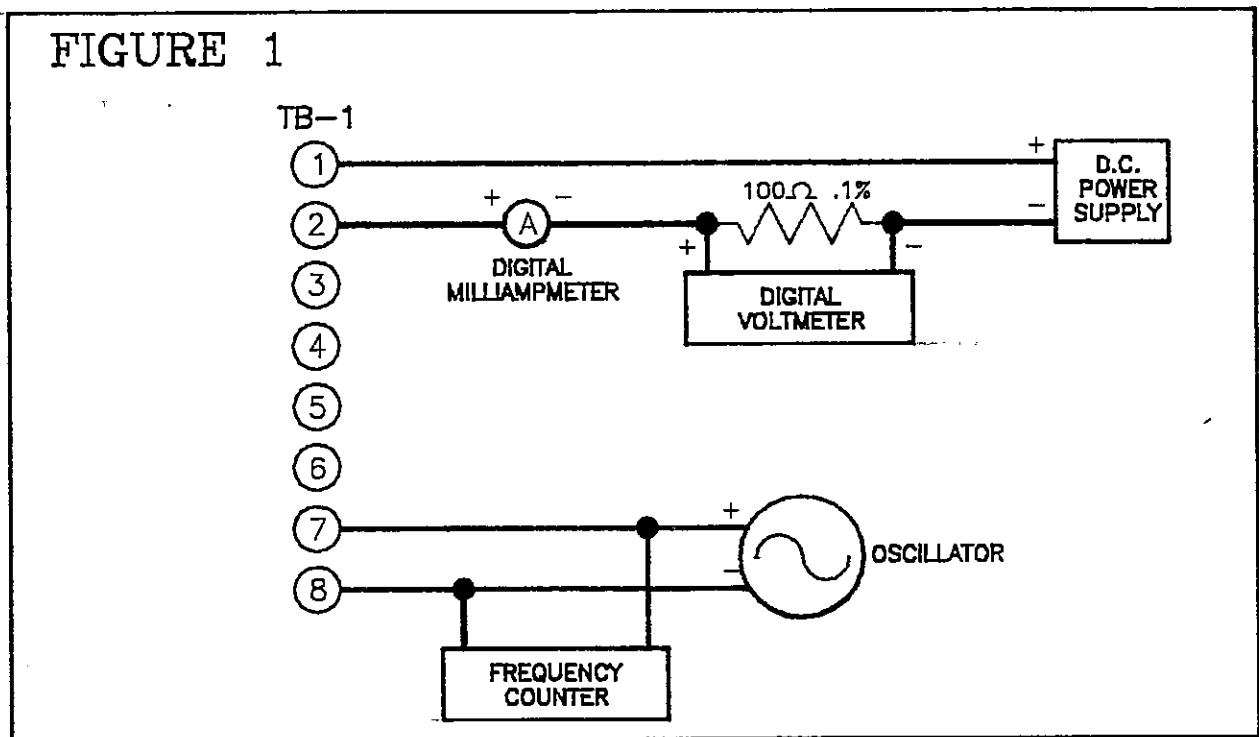 FIGURE 1
TB-1
1
+
D.C.
POWER
SUPPLY
-
2
+
A
-
DIGITAL
MILLIAMPMETER
100Ω .1%
+
-
DIGITAL
VOLTMETER
3
4
5
6
7
+
-
OSCILLATOR
8
FREQUENCY
COUNTER